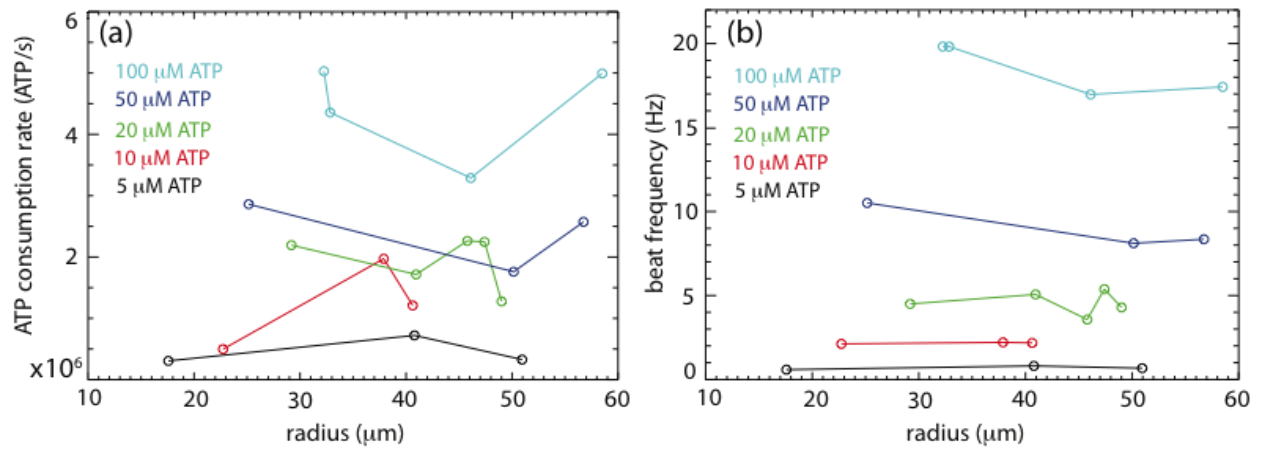 (a)
100 μM ATP
50 μM ATP
20 μM ATP
10 μM ATP
5 μM ATP
ATP consumption rate (ATP/s)
6
4
2
x10⁶
10
20
30
40
50
60
radius (μm)
(b)
100 μM ATP
50 μM ATP
20 μM ATP
10 μM ATP
5 μM ATP
beat frequency (Hz)
20
15
10
5
0
10
20
30
40
50
60
radius (μm)